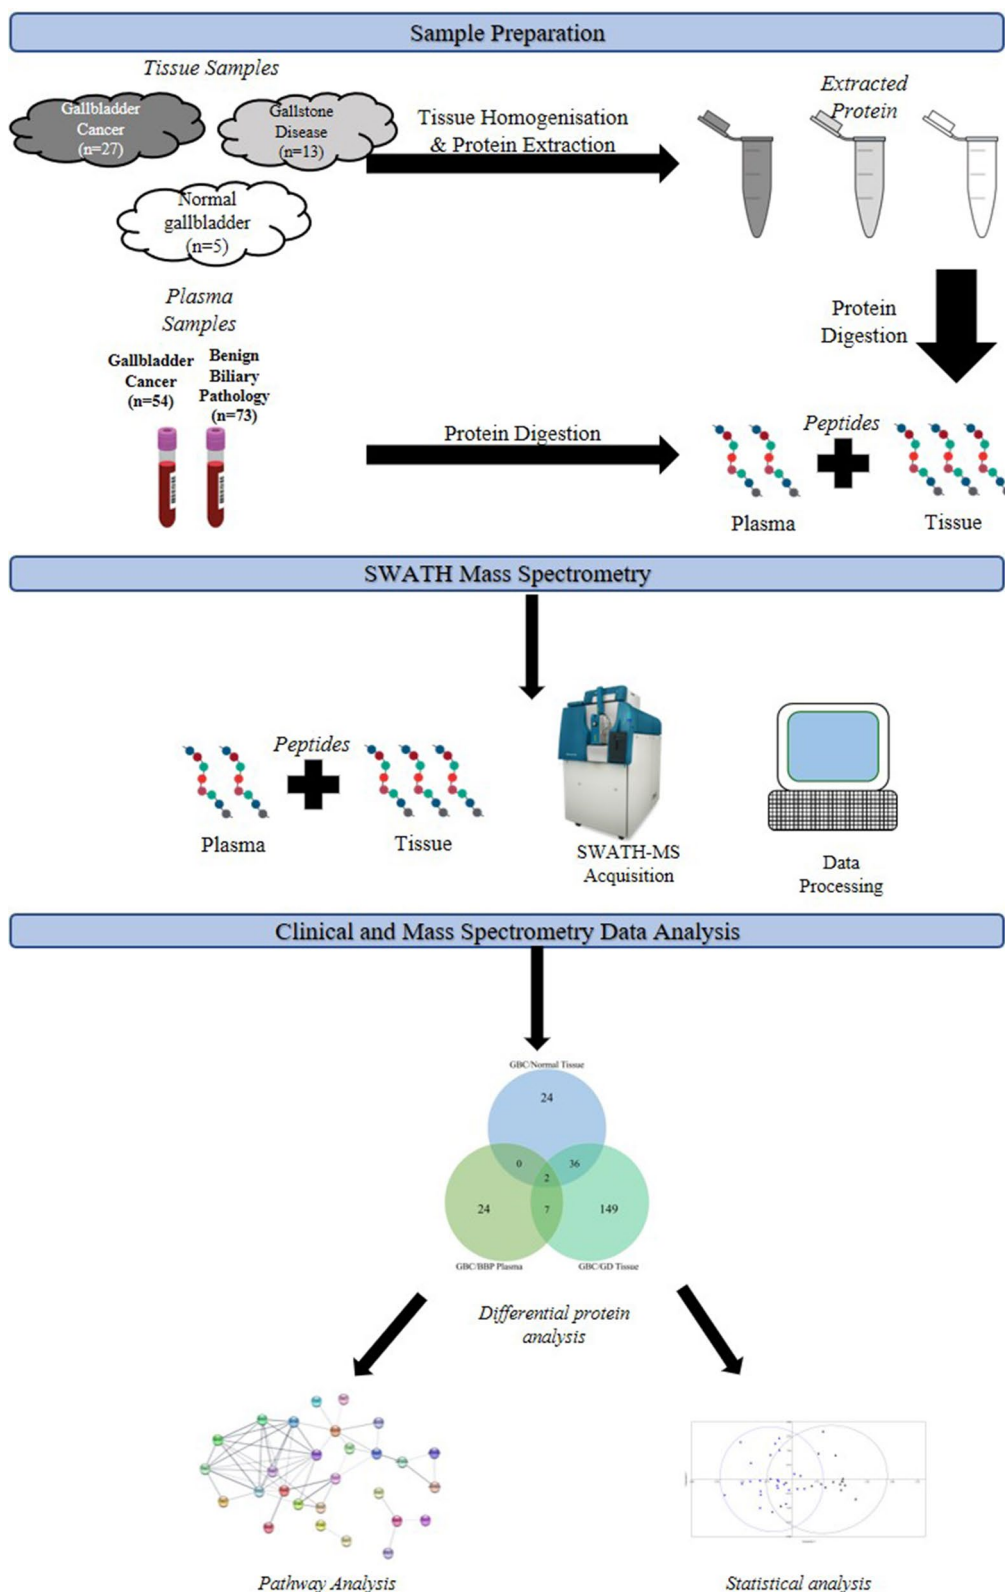 Sample Preparation
Tissue Samples
Gallbladder
Cancer
(n=27)
Gallstone
Disease
(n=13)
Normal
gallbladder
(n=5)
Tissue Homogenisation
& Protein Extraction
Extracted
Protein
Protein
Digestion
Plasma
Samples
Gallbladder
Cancer
(n=54)
Benign
Biliary
Pathology
(n=73)
Protein Digestion
Peptides
Plasma
Tissue
SWATH Mass Spectrometry
Peptides
Plasma
Tissue
SWATH-MS
Acquisition
Data
Processing
Clinical and Mass Spectrometry Data Analysis
GBC/Normal Tissue
24
0
36
2
24
7
149
GBC/BBP Plasma
GBC/GD Tissue
Differential protein
analysis
Pathway Analysis
Statistical analysis